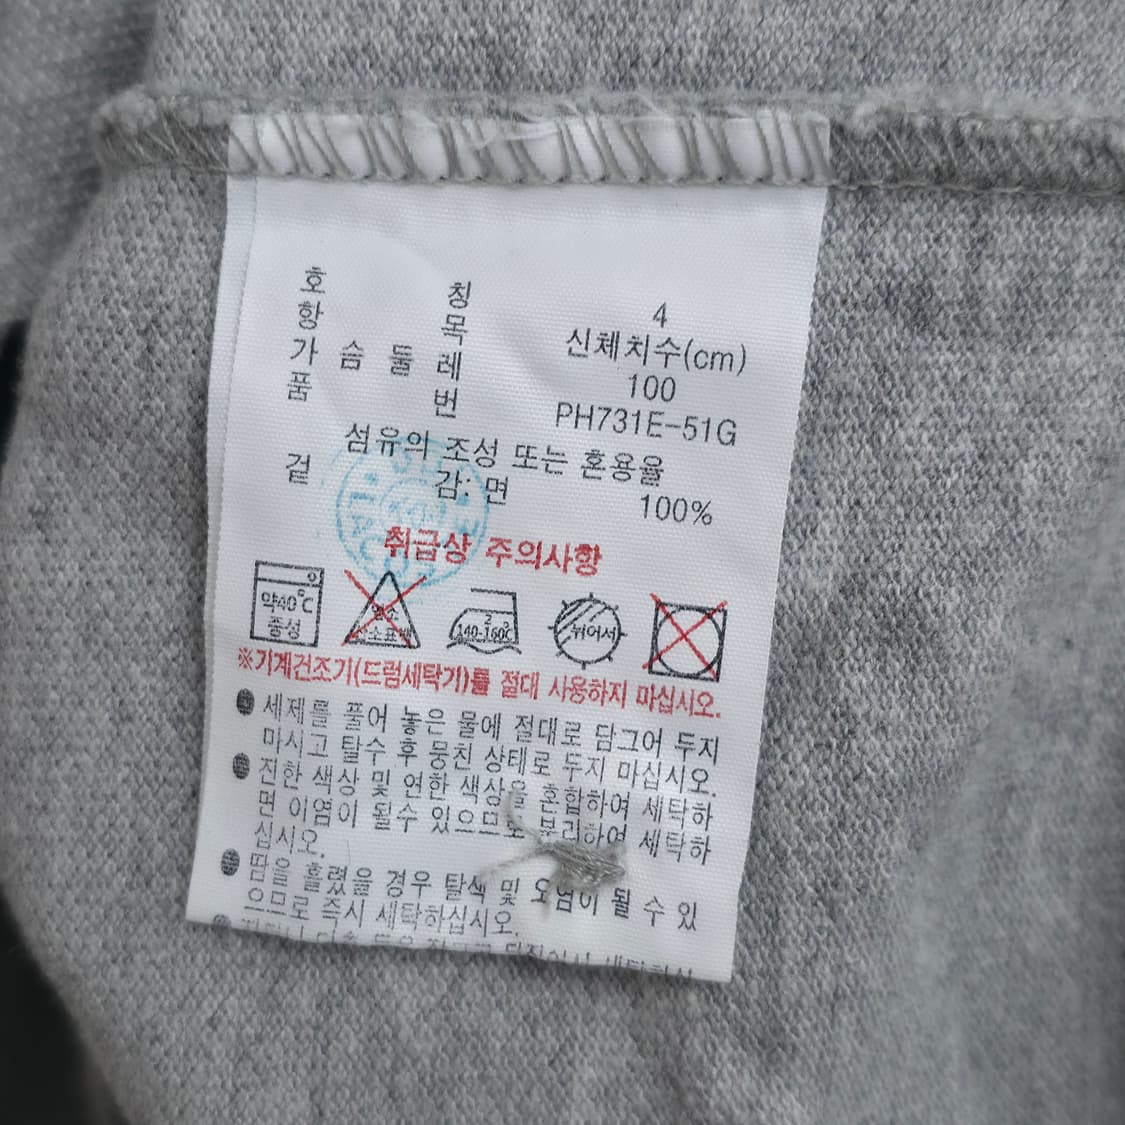 호 칭 4
항 목 신체치수(cm)
가 슴 둘 레 100
품 번 PH731E-51G
섬유의 조성 또는 혼용율
겉 감: 면 100%
취급상 주의사항
약40℃
중성
염소
산소표백
2 3
140-160℃
뉘어서
※기계건조기(드럼세탁기)를 절대 사용하지 마십시오.
● 세제를 풀어 놓은 물에 절대로 담그어 두지
마시고 탈수 후 뭉친 상태로 두지 마십시오.
● 진한 색상 및 연한 색상을 혼합하여 세탁하
면 이염이 될수 있으므로 분리하여 세탁하
십시오.
● 땀을 흘렸을 경우 탈색 및 오염이 될 수 있
으므로 즉시 세탁하십시오.